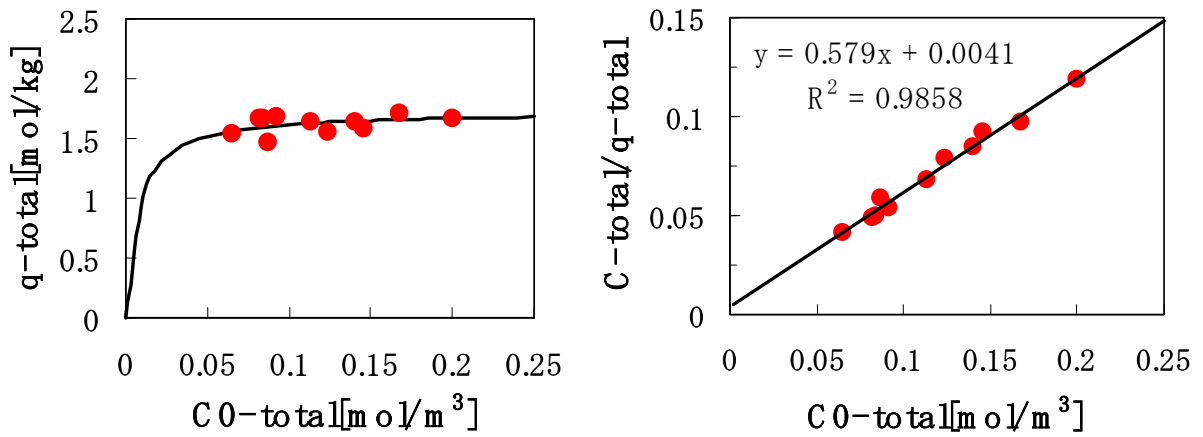 q-total[mol/kg]
2.5
2
1.5
1
0.5
0
0 0.05 0.1 0.15 0.2 0.25
C0-total[mol/m³]
C-total/q-total
0.15
0.1
0.05
0
y = 0.579x + 0.0041
R² = 0.9858
0 0.05 0.1 0.15 0.2 0.25
C0-total[mol/m³]